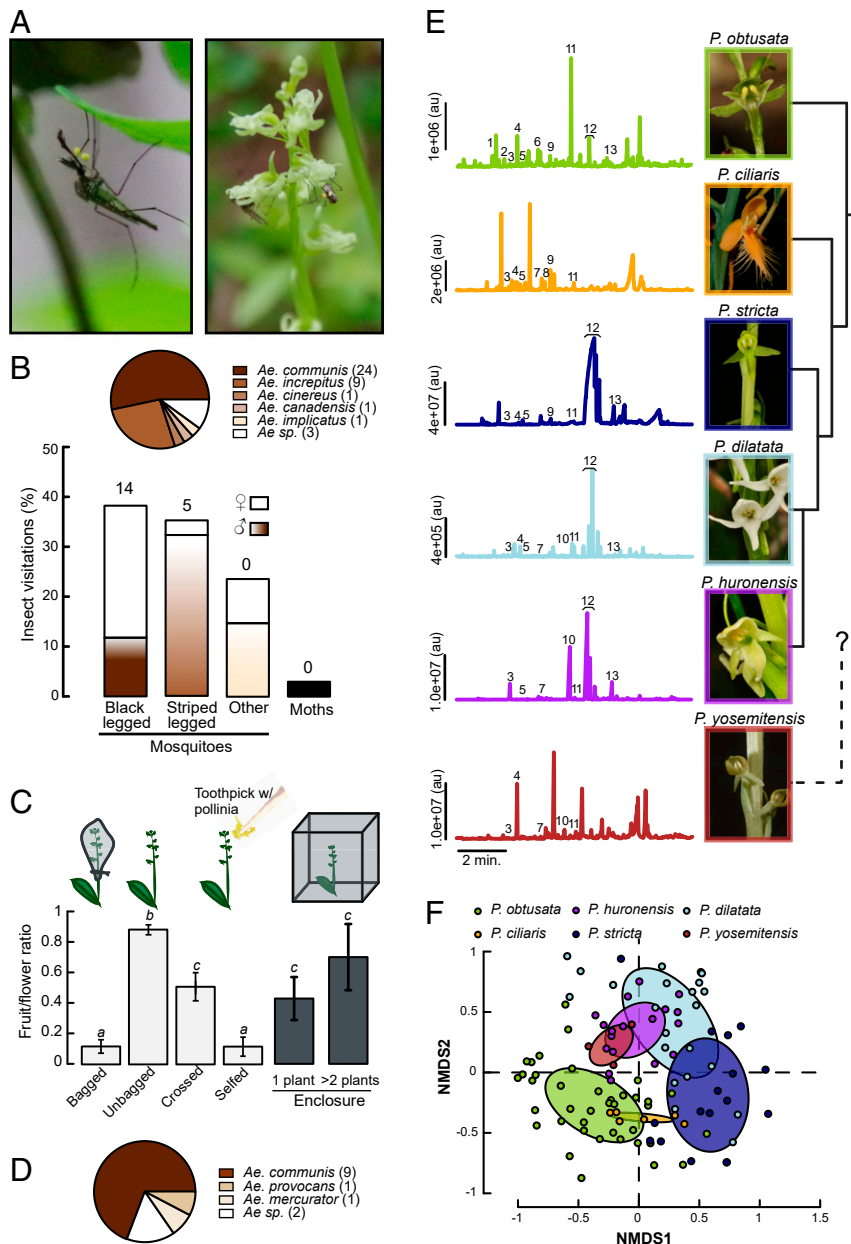 A
B
Ae. communis (24)
Ae. increpitus (9)
Ae. cinereus (1)
Ae. canadensis (1)
Ae. implicatus (1)
Ae sp. (3)
Insect visitations (%)
50
40
30
20
10
0
14
5
0
0
♀
♂
Black legged
Striped legged
Other
Moths
Mosquitoes
C
Toothpick w/ pollinia
Fruit/flower ratio
1
0.8
0.6
0.4
0.2
0
a
b
c
a
c
c
Bagged
Unbagged
Crossed
Selfed
1 plant
>2 plants
Enclosure
D
Ae. communis (9)
Ae. provocans (1)
Ae. mercurator (1)
Ae sp. (2)
E
P. obtusata
1e+06 (au)
1 2 3 4 5 6 9 11 12 13
P. ciliaris
2e+06 (au)
3 4 5 7 8 9 11
P. stricta
4e+07 (au)
3 4 5 9 11 12 13
P. dilatata
4e+05 (au)
3 4 5 7 10 11 12 13
P. huronensis
1.0e+07 (au)
3 5 7 10 11 12 13
?
P. yosemitensis
1.0e+07 (au)
3 4 7 10 11
2 min.
F
P. obtusata
P. huronensis
P. dilatata
P. ciliaris
P. stricta
P. yosemitensis
NMDS2
1
0.5
0
-0.5
-1
-1
-0.5
0
0.5
1
1.5
NMDS1